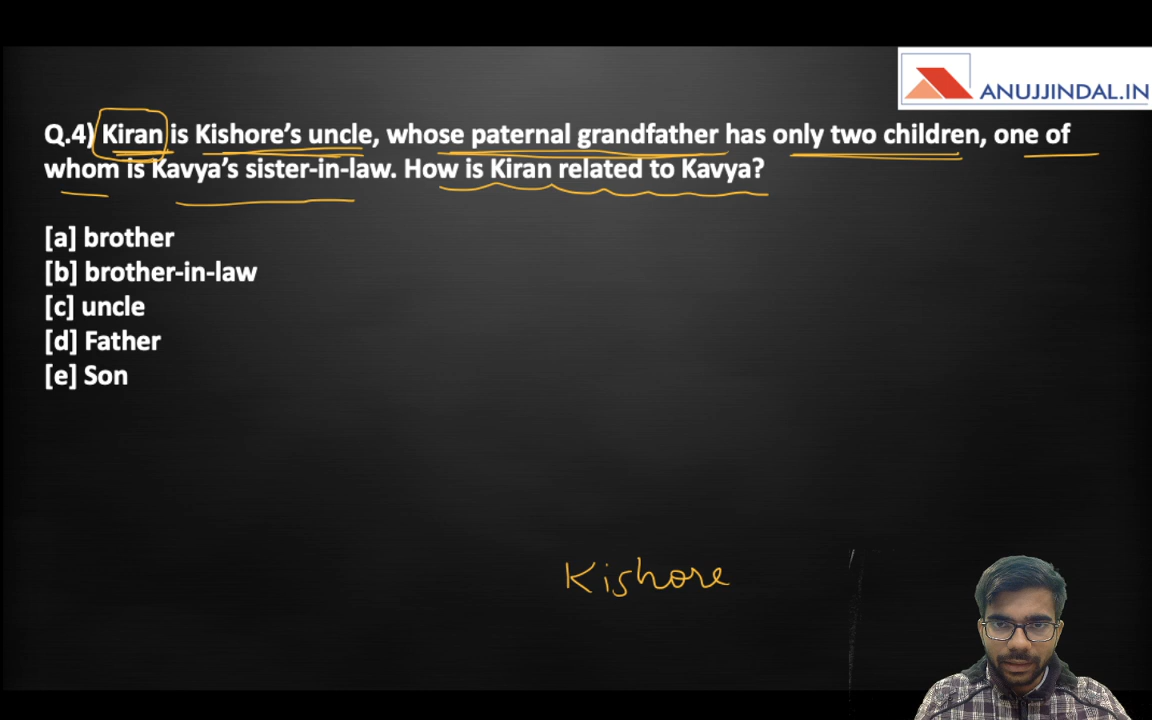 ANUJJINDAL.IN
Q.4) Kiran is Kishore's uncle, whose paternal grandfather has only two children, one of
whom is Kavya's sister-in-law. How is Kiran related to Kavya?
[a] brother
[b] brother-in-law
[c] uncle
[d] Father
[e] Son
Kishore